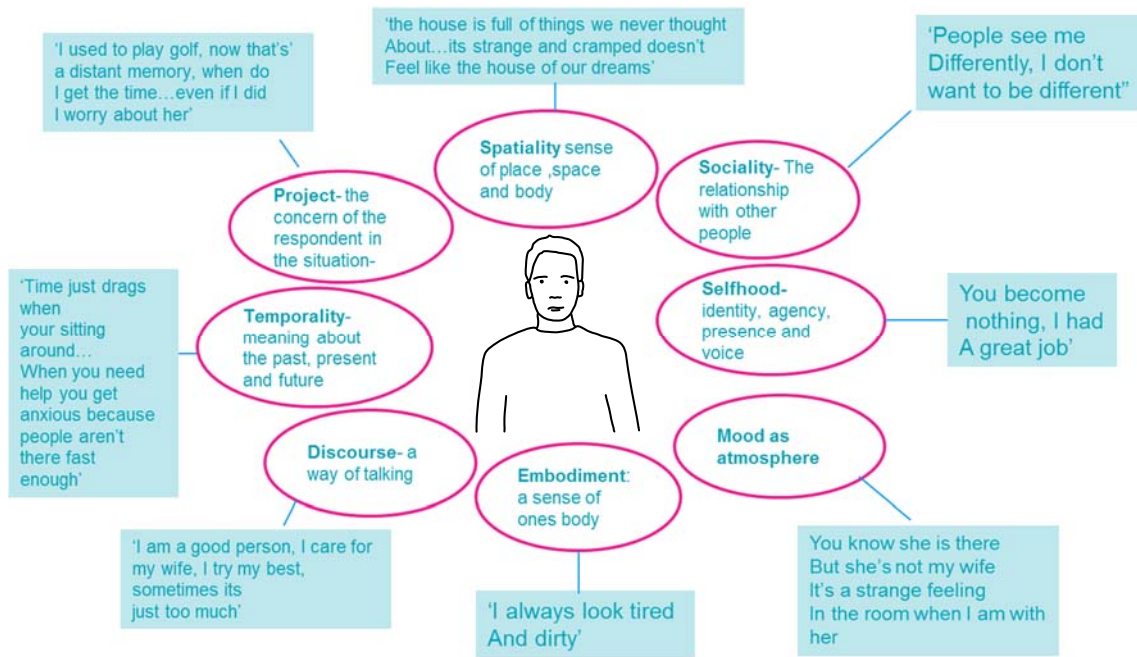 'the house is full of things we never thought
About…its strange and cramped doesn't
Feel like the house of our dreams'
'I used to play golf, now that's'
a distant memory, when do
I get the time…even if I did
I worry about her'
'People see me
Differently, I don't
want to be different"
Spatiality sense
of place ,space
and body
Sociality- The
relationship
with other
people
Project- the
concern of the
respondent in
the situation-
Selfhood-
identity, agency,
presence and
voice
You become
nothing, I had
A great job'
'Time just drags
when
your sitting
around…
When you need
help you get
anxious because
people aren't
there fast
enough'
Temporality-
meaning about
the past, present
and future
Mood as
atmosphere
Discourse- a
way of talking
Embodiment:
a sense of
ones body
'I am a good person, I care for
my wife, I try my best,
sometimes its
just too much'
'I always look tired
And dirty'
You know she is there
But she's not my wife
It's a strange feeling
In the room when I am with
her